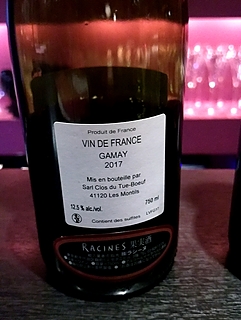 Produit de France
VIN DE FRANCE
GAMAY
2017
Mis en bouteille par
Sarl Clos du Tue-Boeuf
41120 Les Montils
12.5 % alc./vol.
750 ml
Contient des sulfites
RACINES